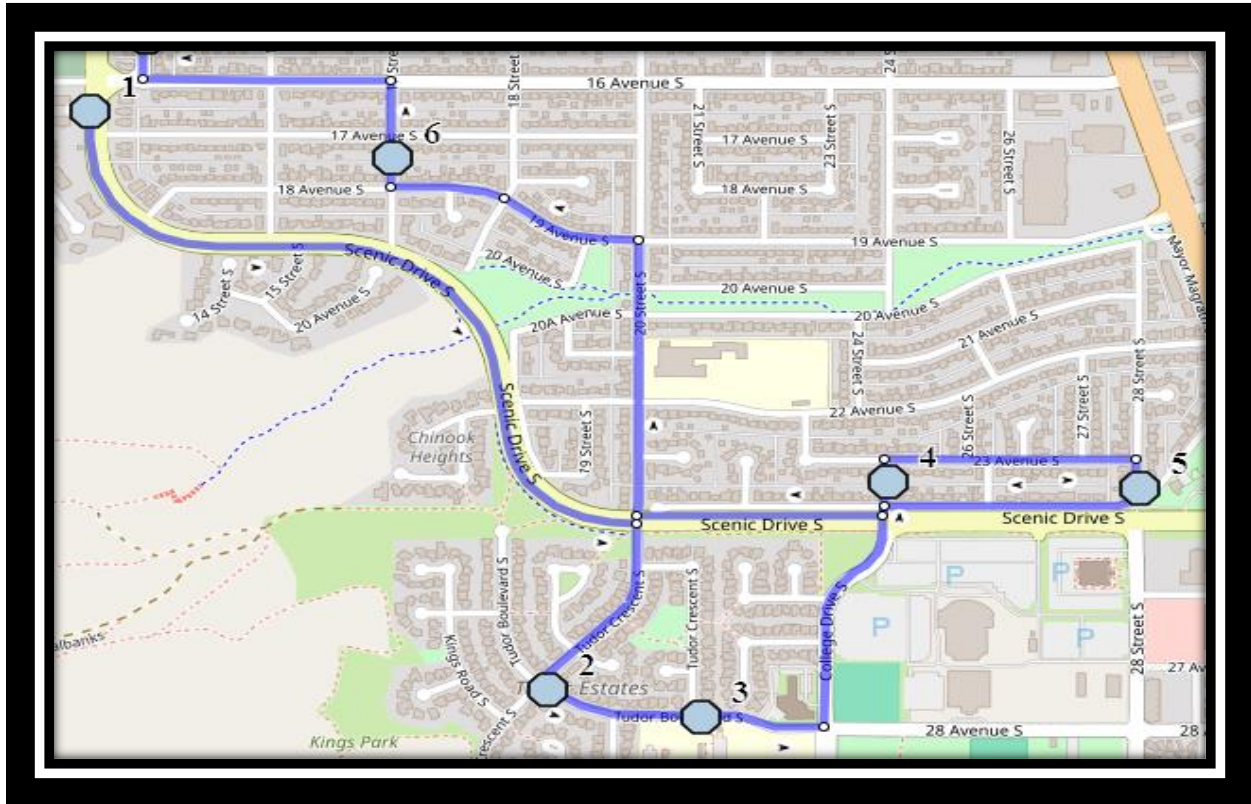 1
16 Avenue S
18 Street
24 S
17 Avenue S
6
21 Street S
17 Avenue S
23 Street S
26 Street S
18 Avenue S
18 Avenue S
19 Avenue S
19 Avenue S
Scenic Drive S
20 Avenue S
14 Street S
15 Street S
20 Avenue S
20 Street S
20 Avenue S
20A Avenue S
20 Avenue S
21 Avenue S
24 Street S
28 Street S
22 Avenue S
Scenic Drive S
19 Street S
26 Street S
27 Street S
Chinook
Heights
4
23 Avenue S
5
Scenic Drive S
Scenic Drive S
P
P
P
P
Tudor Boulevard S
Tudor Crescent S
Tudor Crescent S
College Drive S
28 Street S
Kings Road S
2
Estates
3
27 Av
Kings Park
28 Avenue S
28